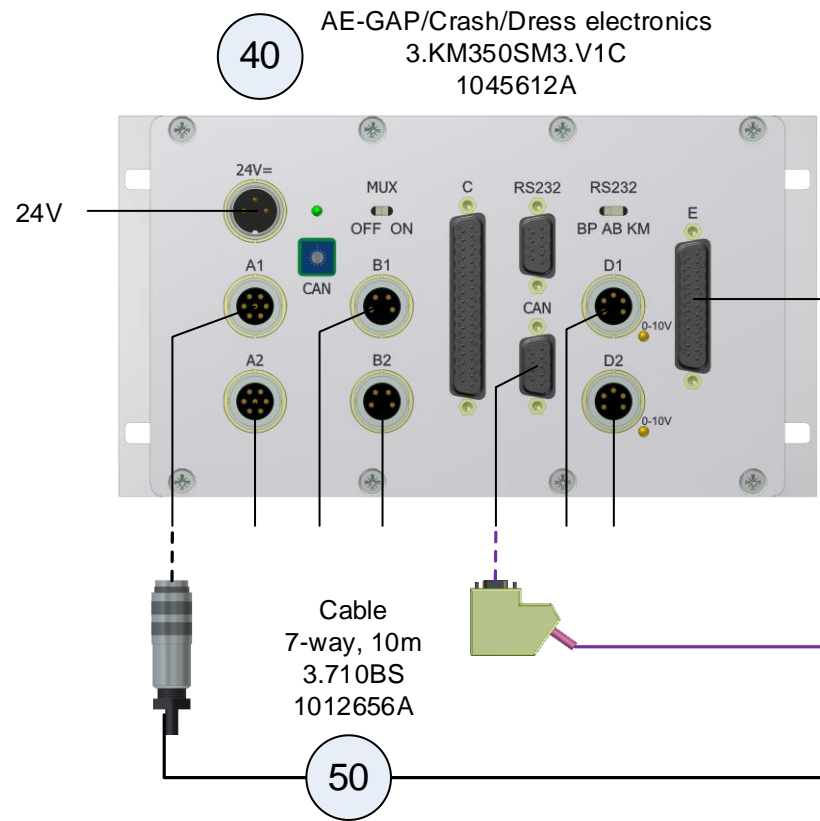 AE-GAP/Crash/Dress electronics
40
3.KM350SM3.V1C
1045612A
24V=
MUX
C
RS232
RS232
24V
OFF ON
BP AB KM
E
A1
CAN
B1
D1
CAN
0-10V
A2
B2
D2
0-10V
Cable
7-way, 10m
3.710BS
1012656A
50